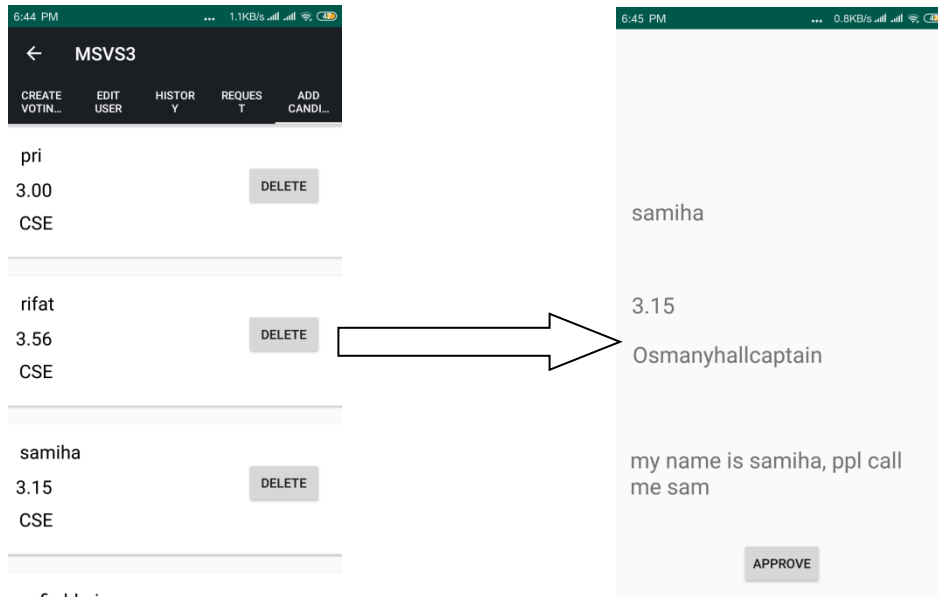 6:44 PM ... 1.1KB/s 40
MSVS3
CREATE VOTIN...
EDIT USER
HISTOR Y
REQUES T
ADD CANDI...
pri
3.00
CSE
DELETE
rifat
3.56
CSE
DELETE
samiha
3.15
CSE
DELETE
6:45 PM ... 0.8KB/s
samiha
3.15
Osmanyhallcaptain
my name is samiha, ppl call
me sam
APPROVE